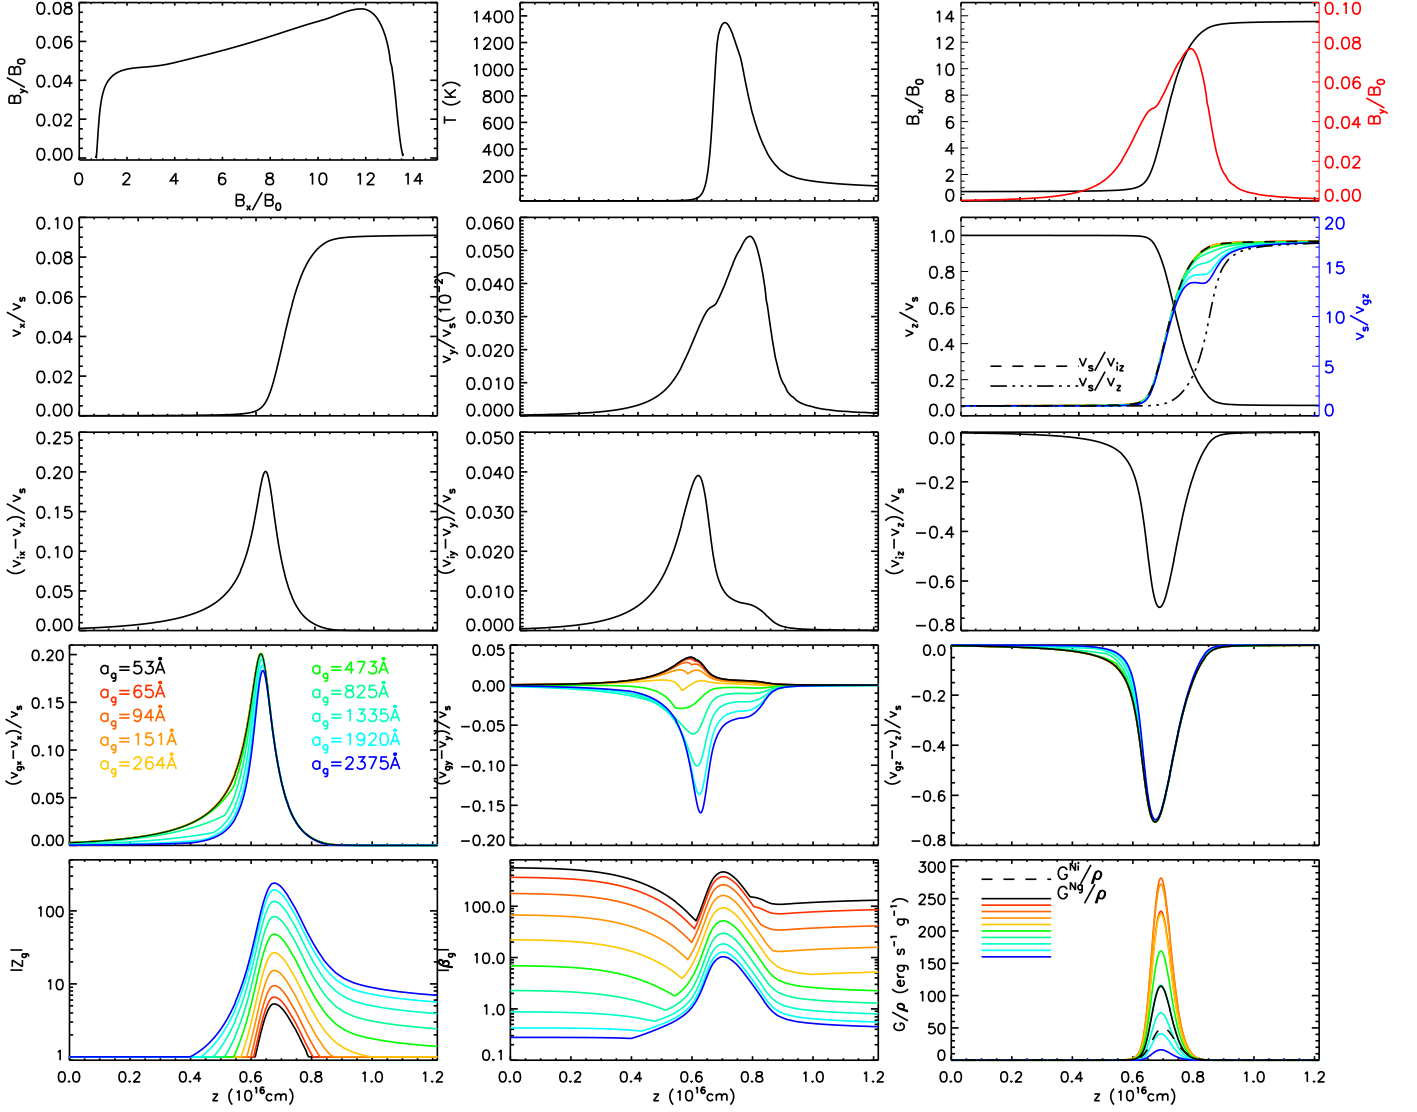 0.08
0.06
0.04
0.02
0.00
B_y/B_0
0 2 4 6 8 10 12 14
B_x/B_0
1400
1200
1000
800
600
400
200
T (K)
14
12
10
8
6
4
2
0
B_x/B_0
0.10
0.08
0.06
0.04
0.02
0.00
B_y/B_0
0.10
0.08
0.06
0.04
0.02
0.00
v_x/v_s
0.060
0.050
0.040
0.030
0.020
0.010
0.000
v_y/v_s(10^-2)
1.0
0.8
0.6
0.4
0.2
0.0
v_z/v_s
v_s/v_iz
v_s/v_z
20
15
10
5
0
v_s/v_gz
0.25
0.20
0.15
0.10
0.05
0.00
(v_ix−v_x)/v_s
0.050
0.040
0.030
0.020
0.010
0.000
(v_iy−v_y)/v_s
0.0
−0.2
−0.4
−0.6
−0.8
(v_iz−v_z)/v_s
0.20
0.15
0.10
0.05
0.00
(v_gx−v_x)/v_s
a_g=53Å
a_g=65Å
a_g=94Å
a_g=151Å
a_g=264Å
a_g=473Å
a_g=825Å
a_g=1335Å
a_g=1920Å
a_g=2375Å
0.05
0.00
−0.05
−0.10
−0.15
−0.20
(v_gy−v_y)/v_s
0.0
−0.2
−0.4
−0.6
−0.8
(v_gz−v_z)/v_s
100
10
1
|Z_g|
0.0 0.2 0.4 0.6 0.8 1.0 1.2
z (10^16cm)
100.0
10.0
1.0
0.1
|β_g|
0.0 0.2 0.4 0.6 0.8 1.0 1.2
z (10^16cm)
300
250
200
150
100
50
0
G/ρ (erg s^-1 g^-1)
G^Ni/ρ
G^Ng/ρ
0.0 0.2 0.4 0.6 0.8 1.0 1.2
z (10^16cm)